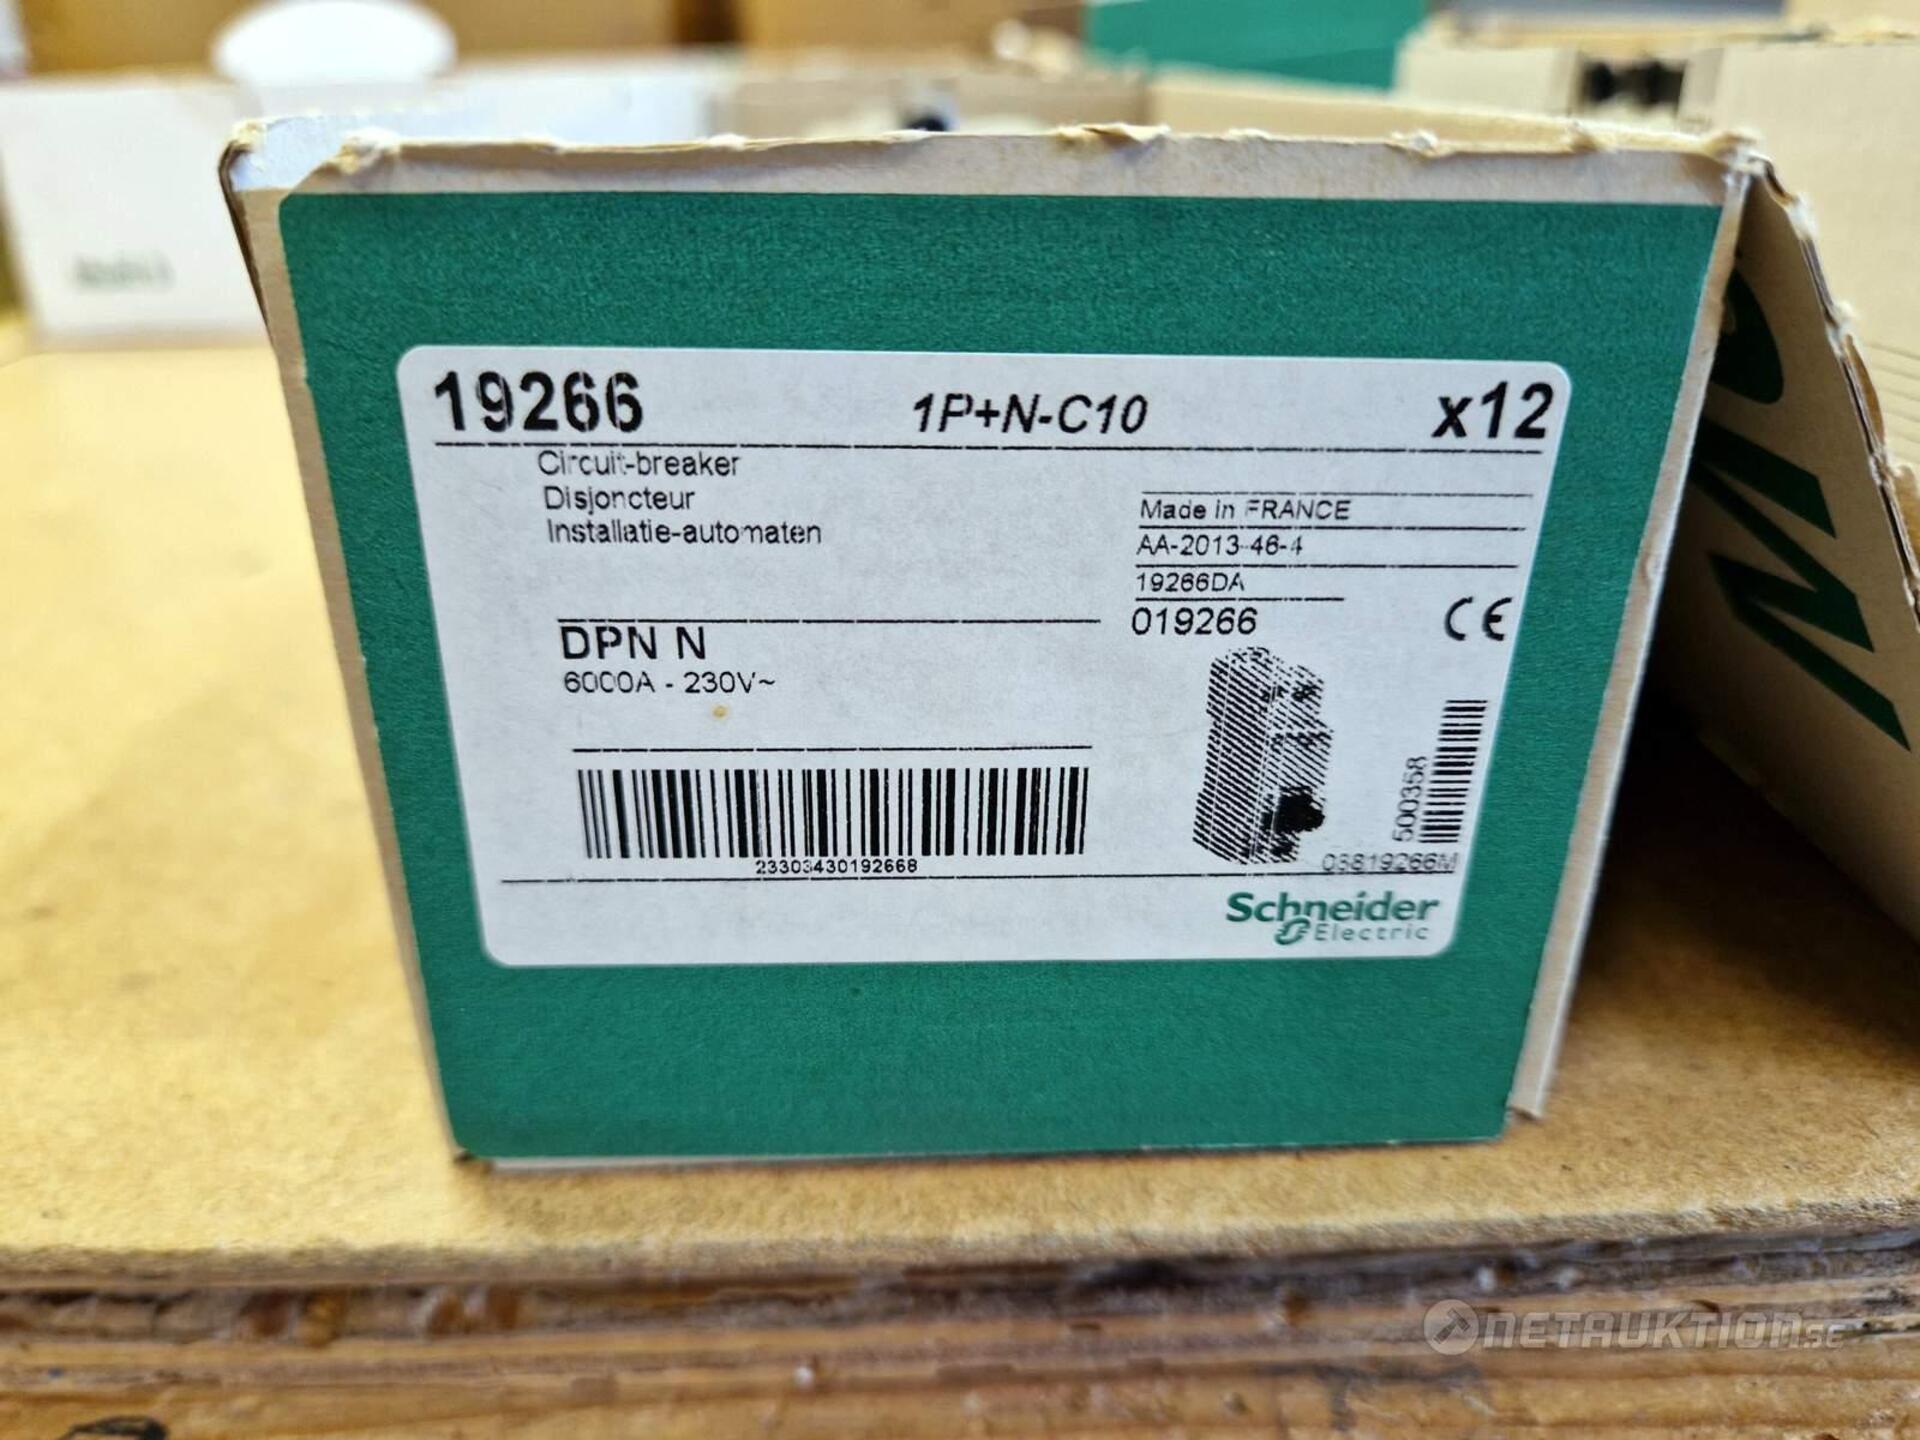 19266 1P+N-C10 x12
Circuit-breaker
Disjoncteur
Installatie-automaten
Made in FRANCE
AA-2013-46-4
19266DA
019266
CE
DPN N
6000A - 230V~
23303430192668
500358
03819266M
Schneider
Electric
NETAUKTION.SE